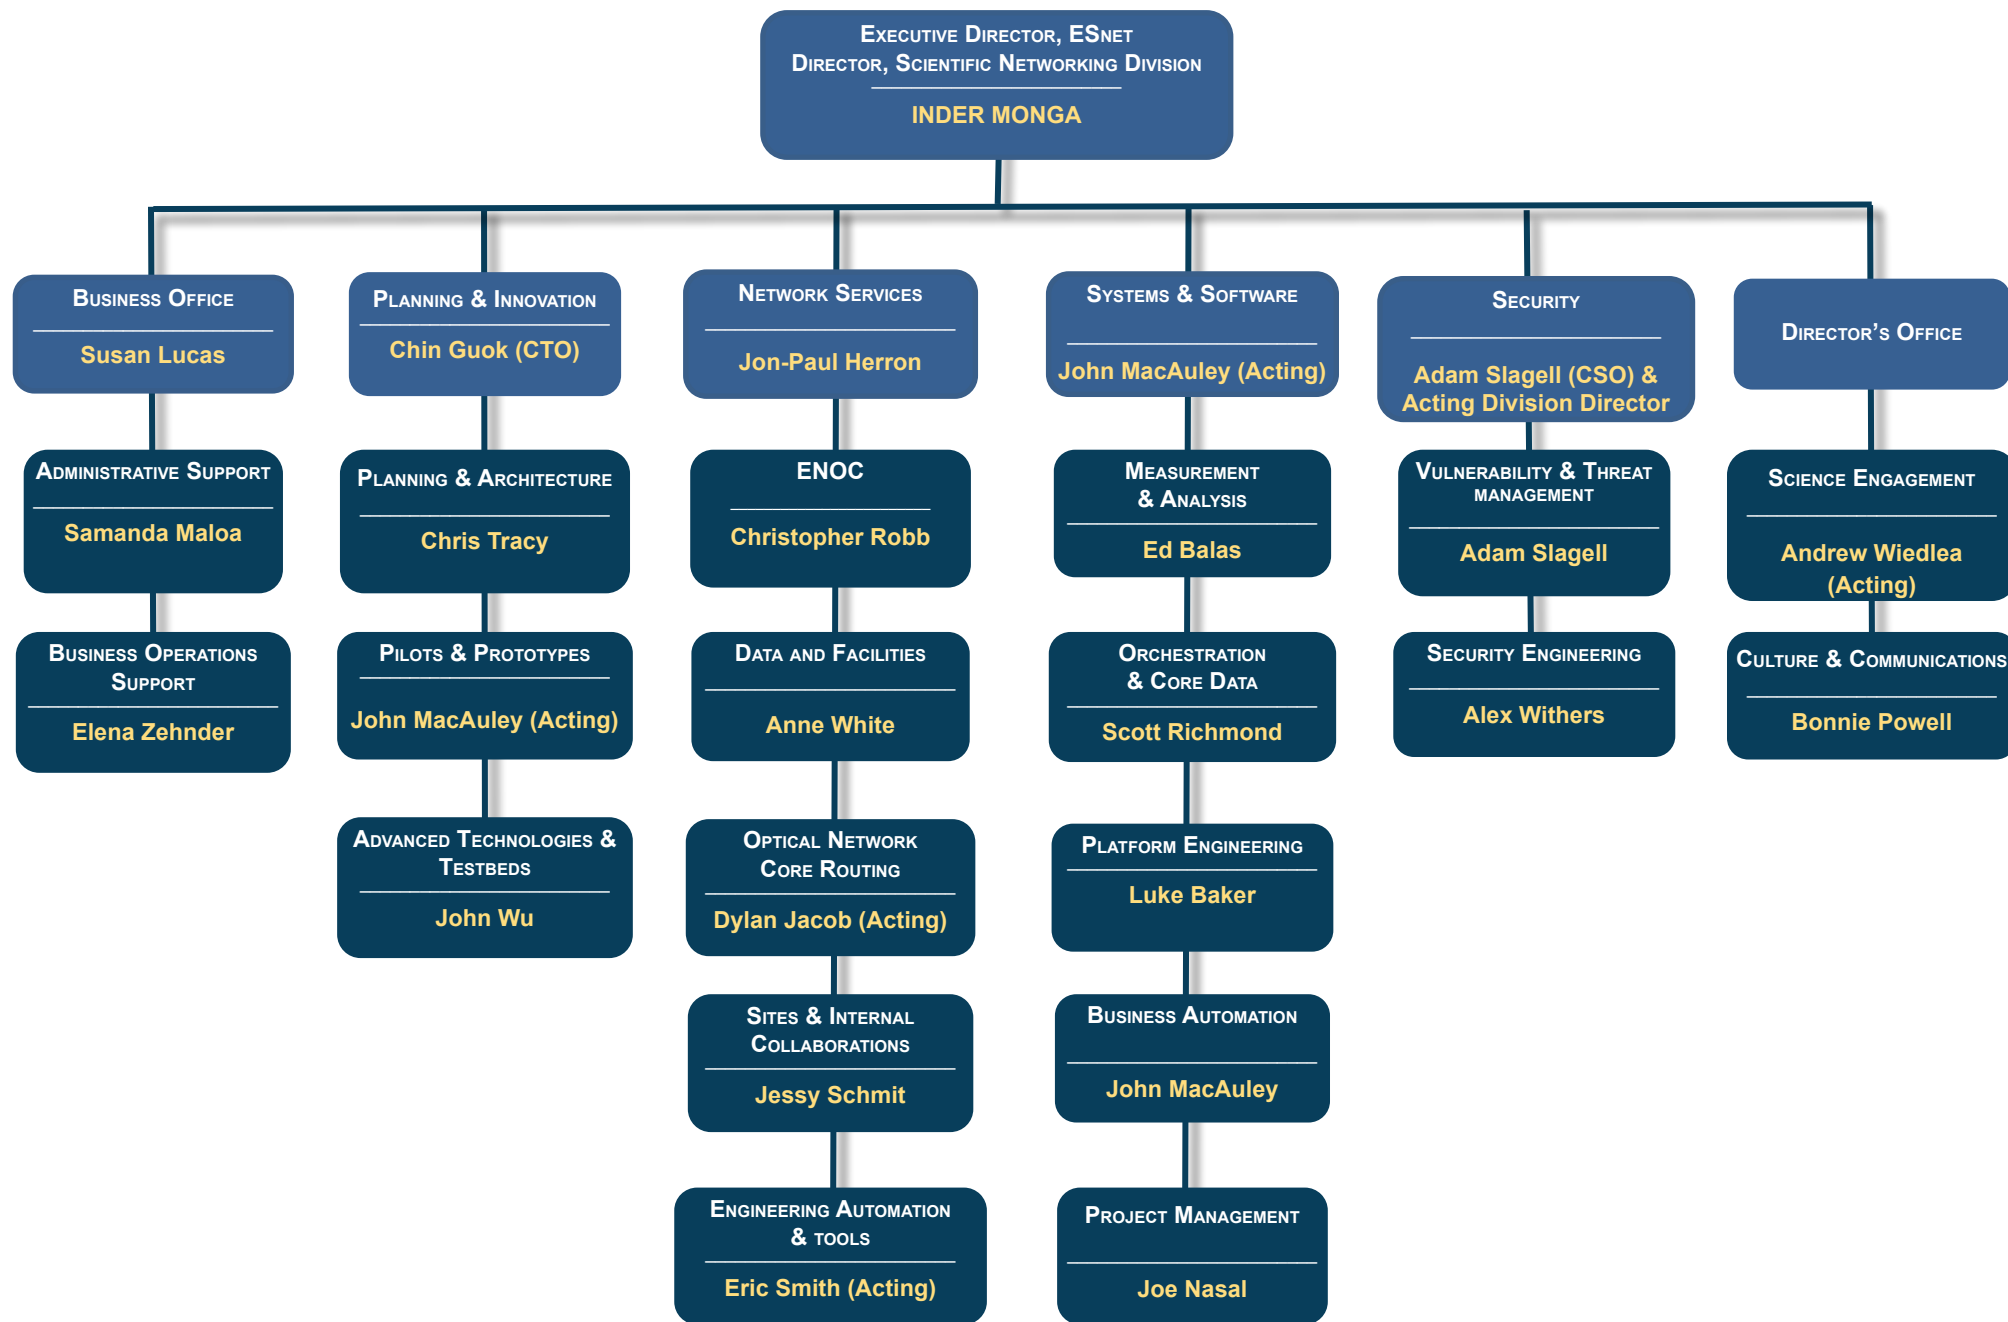 Executive Director, ESnet
Director, Scientific Networking Division
INDER MONGA
Business Office
Susan Lucas
Planning & Innovation
Chin Guok (CTO)
Network Services
Jon-Paul Herron
Systems & Software
John MacAuley (Acting)
Security
Adam Slagell (CSO) &
Acting Division Director
Director's Office
Administrative Support
Samanda Maloa
Planning & Architecture
Chris Tracy
ENOC
Christopher Robb
Measurement
& Analysis
Ed Balas
Vulnerability & Threat
management
Adam Slagell
Science Engagement
Andrew Wiedlea
(Acting)
Business Operations
Support
Elena Zehnder
Pilots & Prototypes
John MacAuley (Acting)
Data and Facilities
Anne White
Orchestration
& Core Data
Scott Richmond
Security Engineering
Alex Withers
Culture & Communications
Bonnie Powell
Advanced Technologies &
Testbeds
John Wu
Optical Network
Core Routing
Dylan Jacob (Acting)
Platform Engineering
Luke Baker
Sites & Internal
Collaborations
Jessy Schmit
Business Automation
John MacAuley
Engineering Automation
& tools
Eric Smith (Acting)
Project Management
Joe Nasal